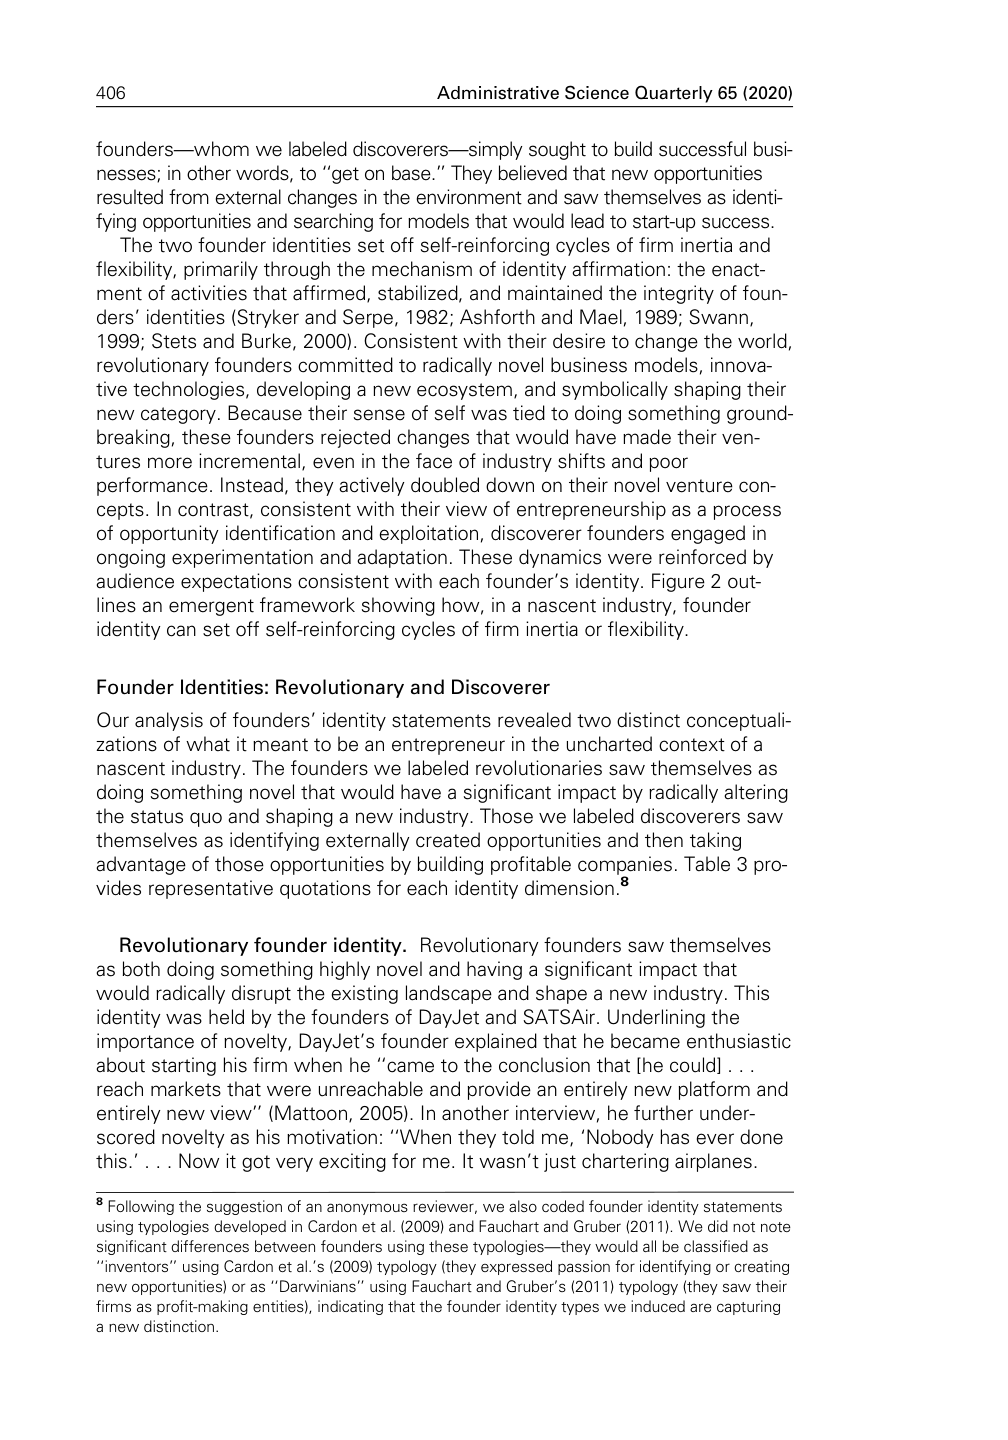 406
Administrative Science Quarterly 65 (2020)
founders—whom we labeled discoverers—simply sought to build successful busi-
nesses; in other words, to ‘‘get on base.’’ They believed that new opportunities
resulted from external changes in the environment and saw themselves as identi-
fying opportunities and searching for models that would lead to start-up success.
The two founder identities set off self-reinforcing cycles of firm inertia and
flexibility, primarily through the mechanism of identity affirmation: the enact-
ment of activities that affirmed, stabilized, and maintained the integrity of foun-
ders’ identities (Stryker and Serpe, 1982; Ashforth and Mael, 1989; Swann,
1999; Stets and Burke, 2000). Consistent with their desire to change the world,
revolutionary founders committed to radically novel business models, innova-
tive technologies, developing a new ecosystem, and symbolically shaping their
new category. Because their sense of self was tied to doing something ground-
breaking, these founders rejected changes that would have made their ven-
tures more incremental, even in the face of industry shifts and poor
performance. Instead, they actively doubled down on their novel venture con-
cepts. In contrast, consistent with their view of entrepreneurship as a process
of opportunity identification and exploitation, discoverer founders engaged in
ongoing experimentation and adaptation. These dynamics were reinforced by
audience expectations consistent with each founder’s identity. Figure 2 out-
lines an emergent framework showing how, in a nascent industry, founder
identity can set off self-reinforcing cycles of firm inertia or flexibility.
Founder Identities: Revolutionary and Discoverer
Our analysis of founders’ identity statements revealed two distinct conceptuali-
zations of what it meant to be an entrepreneur in the uncharted context of a
nascent industry. The founders we labeled revolutionaries saw themselves as
doing something novel that would have a significant impact by radically altering
the status quo and shaping a new industry. Those we labeled discoverers saw
themselves as identifying externally created opportunities and then taking
advantage of those opportunities by building profitable companies. Table 3 pro-
vides representative quotations for each identity dimension.8
Revolutionary founder identity. Revolutionary founders saw themselves
as both doing something highly novel and having a significant impact that
would radically disrupt the existing landscape and shape a new industry. This
identity was held by the founders of DayJet and SATSAir. Underlining the
importance of novelty, DayJet’s founder explained that he became enthusiastic
about starting his firm when he ‘‘came to the conclusion that [he could] . . .
reach markets that were unreachable and provide an entirely new platform and
entirely new view’’ (Mattoon, 2005). In another interview, he further under-
scored novelty as his motivation: ‘‘When they told me, ‘Nobody has ever done
this.’ . . . Now it got very exciting for me. It wasn’t just chartering airplanes.
8 Following the suggestion of an anonymous reviewer, we also coded founder identity statements
using typologies developed in Cardon et al. (2009) and Fauchart and Gruber (2011). We did not note
significant differences between founders using these typologies—they would all be classified as
‘‘inventors’’ using Cardon et al.’s (2009) typology (they expressed passion for identifying or creating
new opportunities) or as ‘‘Darwinians’’ using Fauchart and Gruber’s (2011) typology (they saw their
firms as profit-making entities), indicating that the founder identity types we induced are capturing
a new distinction.